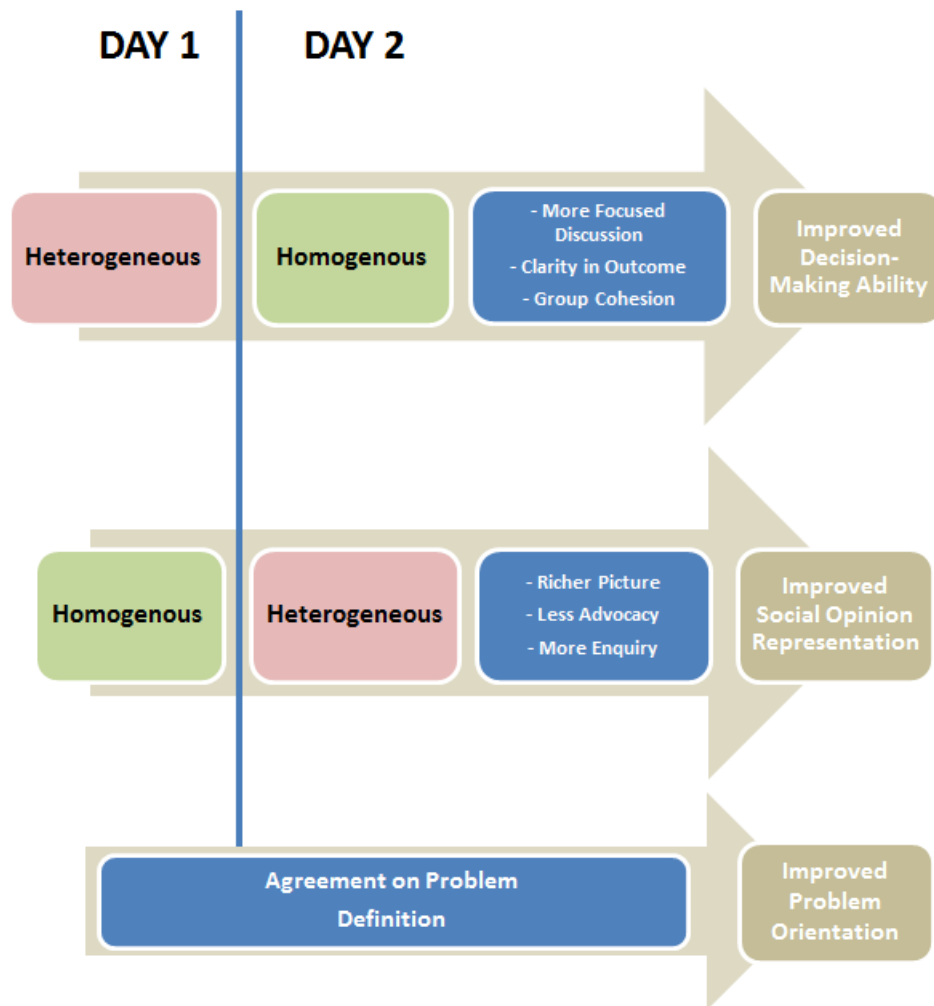 DAY 1
DAY 2
Heterogeneous
Homogenous
- More Focused
Discussion
- Clarity in Outcome
- Group Cohesion
Improved
Decision-
Making Ability
Homogenous
Heterogeneous
- Richer Picture
- Less Advocacy
- More Enquiry
Improved
Social Opinion
Representation
Agreement on Problem
Definition
Improved
Problem
Orientation